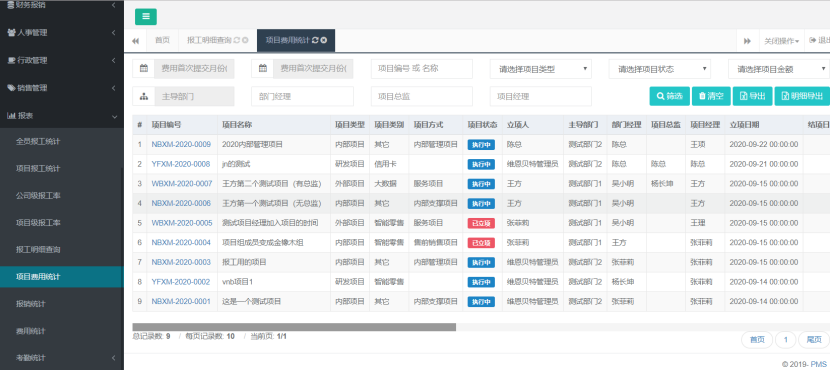 财务报销
人事管理
行政管理
销售管理
报表
全员报工统计
项目报工统计
公司级报工率
项目级报工率
报工明细查询
项目费用统计
报销统计
费用统计
考勤统计
首页 报工明细查询 项目费用统计 关闭操作 退出
费用首次提交月份( 费用首次提交月份( 项目编号 或 名称 请选择项目类型 请选择项目状态 请选择项目金额
主导部门 部门经理 项目总监 项目经理 筛选 清空 导出 明细导出
# 项目编号 项目名称 项目类型 项目类别 项目方式 项目状态 立项人 主导部门 部门经理 项目总监 项目经理 立项日期 结项日
1 NBXM-2020-0009 2020内部管理项目 内部项目 其它 内部管理项目 执行中 陈总 测试部门2 陈总 王项 2020-09-22 00:00:00
2 YFXM-2020-0008 jn的测试 研发项目 信用卡 执行中 维恩贝特管理员 测试部门2 陈总 陈总 陈总 2020-09-21 00:00:00
3 WBXM-2020-0007 王方第二个测试项目（有总监） 外部项目 大数据 服务项目 执行中 王方 测试部门1 吴小明 杨长坤 王方 2020-09-15 00:00:00
4 NBXM-2020-0006 王方第一个测试项目（无总监） 内部项目 其它 内部支撑项目 执行中 王方 测试部门1 吴小明 王方 2020-09-15 00:00:00
5 WBXM-2020-0005 测试项目经理加入项目的时间 外部项目 智能零售 服务项目 已立项 张菲莉 测试部门1 吴小明 王理 2020-09-15 00:00:00
6 NBXM-2020-0004 项目组成员变成金橡木组 内部项目 智能零售 售前销售项目 已立项 张菲莉 测试部门1 王方 张菲莉 2020-09-15 00:00:00
7 NBXM-2020-0003 报工用的项目 内部项目 其它 内部管理项目 执行中 维恩贝特管理员 测试部门2 张菲莉 张菲莉 2020-09-15 00:00:00
8 YFXM-2020-0002 vnb项目1 研发项目 智能零售 执行中 维恩贝特管理员 测试部门2 杨长坤 张菲莉 2020-09-14 00:00:00
9 NBXM-2020-0001 这是一个测试项目 内部项目 其它 内部支撑项目 执行中 维恩贝特管理员 测试部门2 张菲莉 张菲莉 2020-09-14 00:00:00
总记录数: 9 / 每页记录数: 10 / 当前页: 1/1
首页 1 尾页
© 2019- PMS